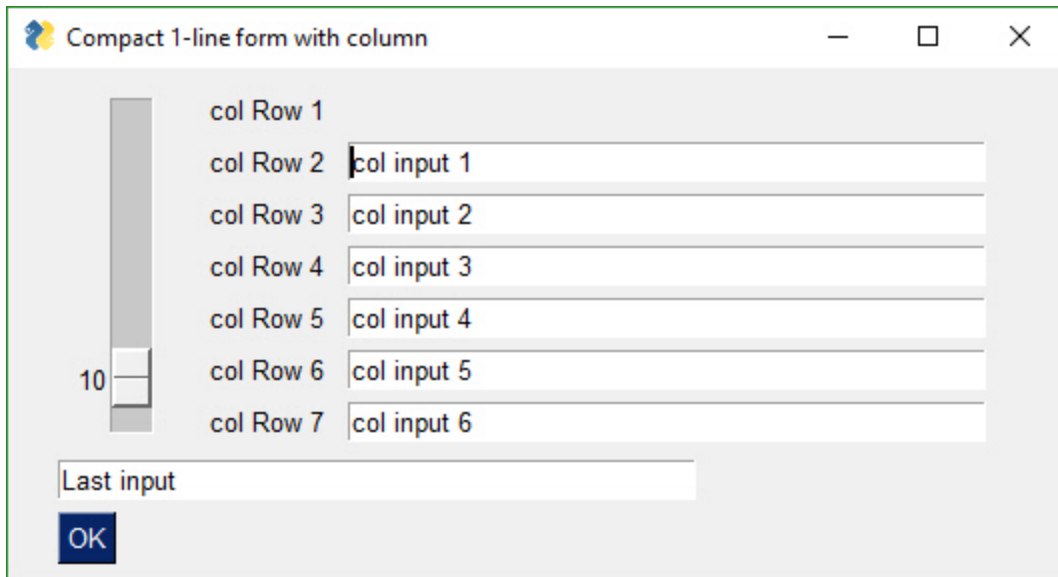 Compact 1-line form with column
col Row 1
col Row 2 col input 1
col Row 3 col input 2
col Row 4 col input 3
col Row 5 col input 4
10 col Row 6 col input 5
col Row 7 col input 6
Last input
OK